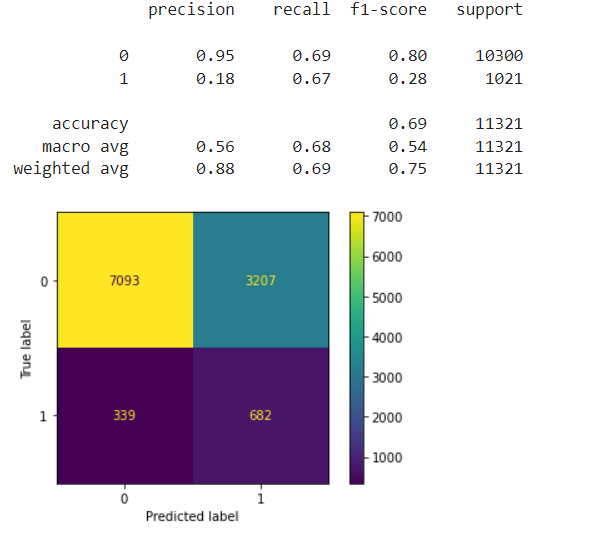 precision recall f1-score support
0 0.95 0.69 0.80 10300
1 0.18 0.67 0.28 1021
accuracy 0.69 11321
macro avg 0.56 0.68 0.54 11321
weighted avg 0.88 0.69 0.75 11321
7000
6000
5000
4000
3000
2000
1000
True label
0
1
7093 3207
339 682
0 1
Predicted label